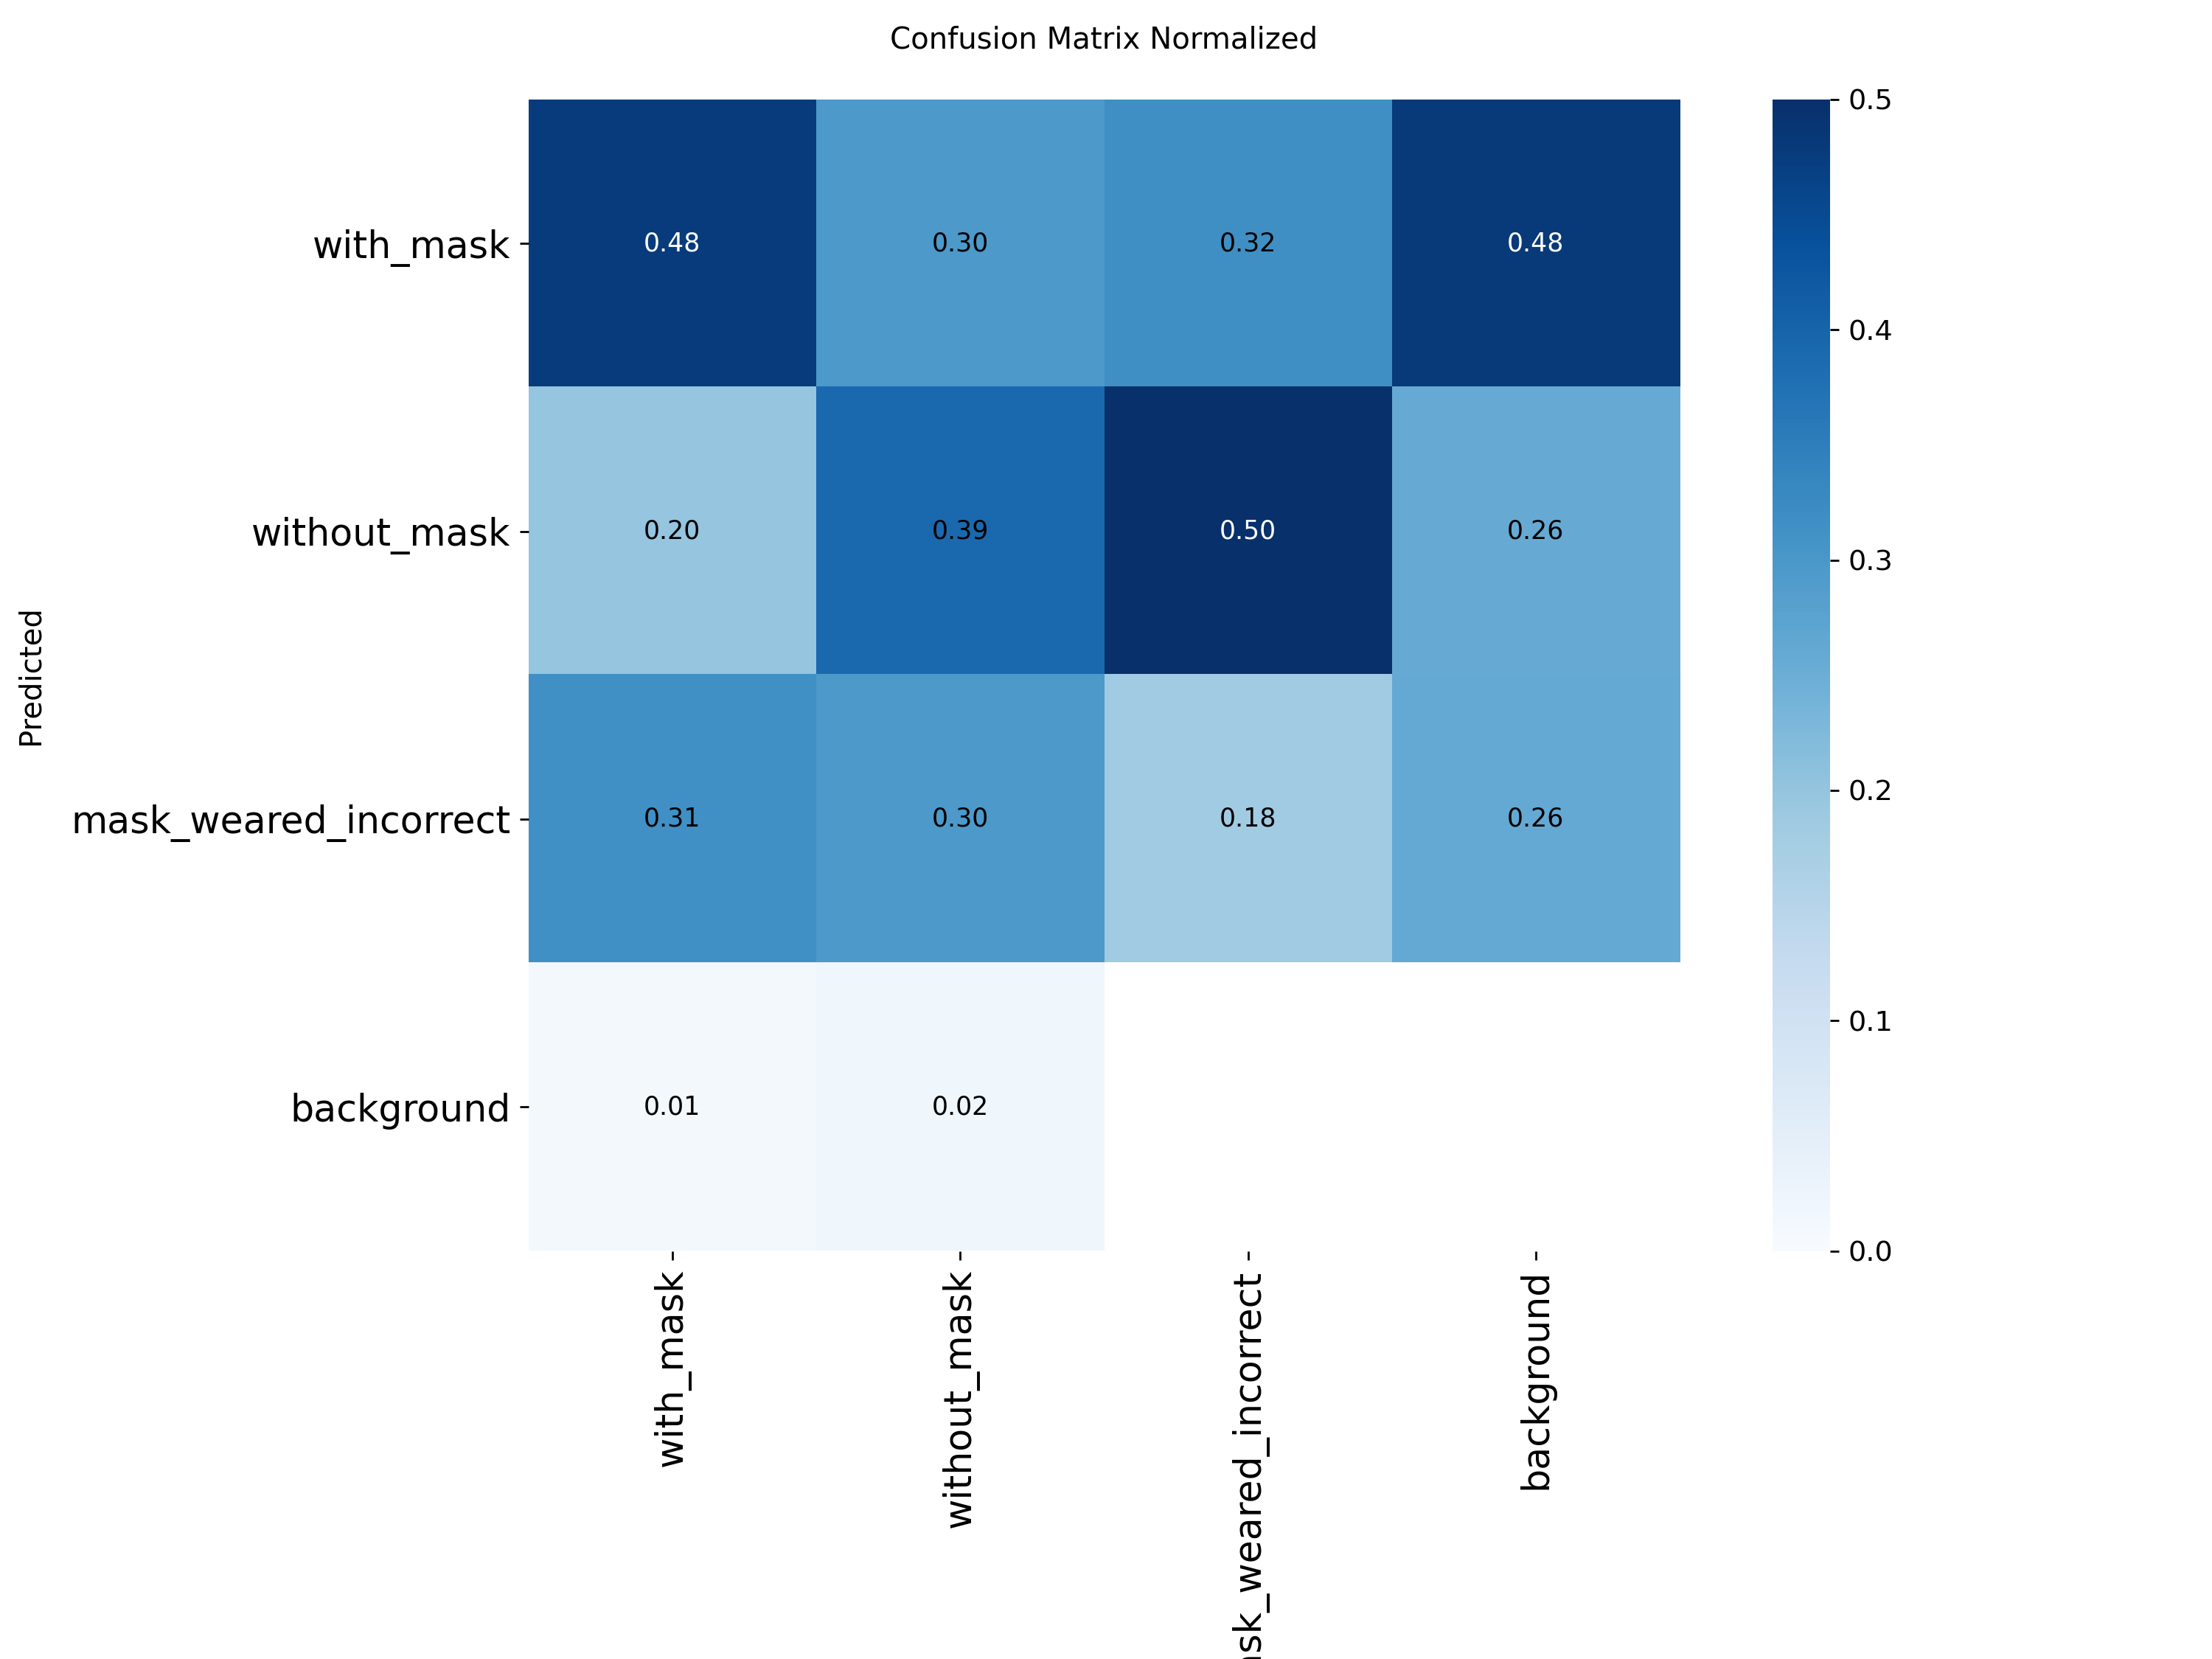 Confusion Matrix Normalized
with_mask 0.48 0.30 0.32 0.48
without_mask 0.20 0.39 0.50 0.26
mask_weared_incorrect 0.31 0.30 0.18 0.26
background 0.01 0.02
Predicted
with_mask
without_mask
sk_weared_incorrect
background
0.5
0.4
0.3
0.2
0.1
0.0